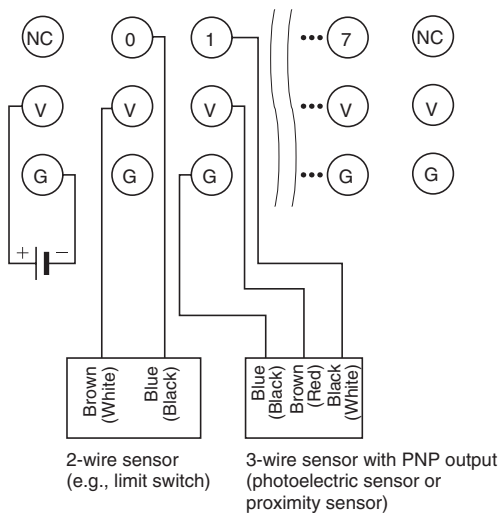 NC 0 1 ••• 7 NC
V V V ••• V V
G G G ••• G G
+ −
Brown
(White)
Blue
(Black)
Blue
(Black)
Brown
(Red)
Black
(White)
2-wire sensor
(e.g., limit switch)
3-wire sensor with PNP output
(photoelectric sensor or
proximity sensor)